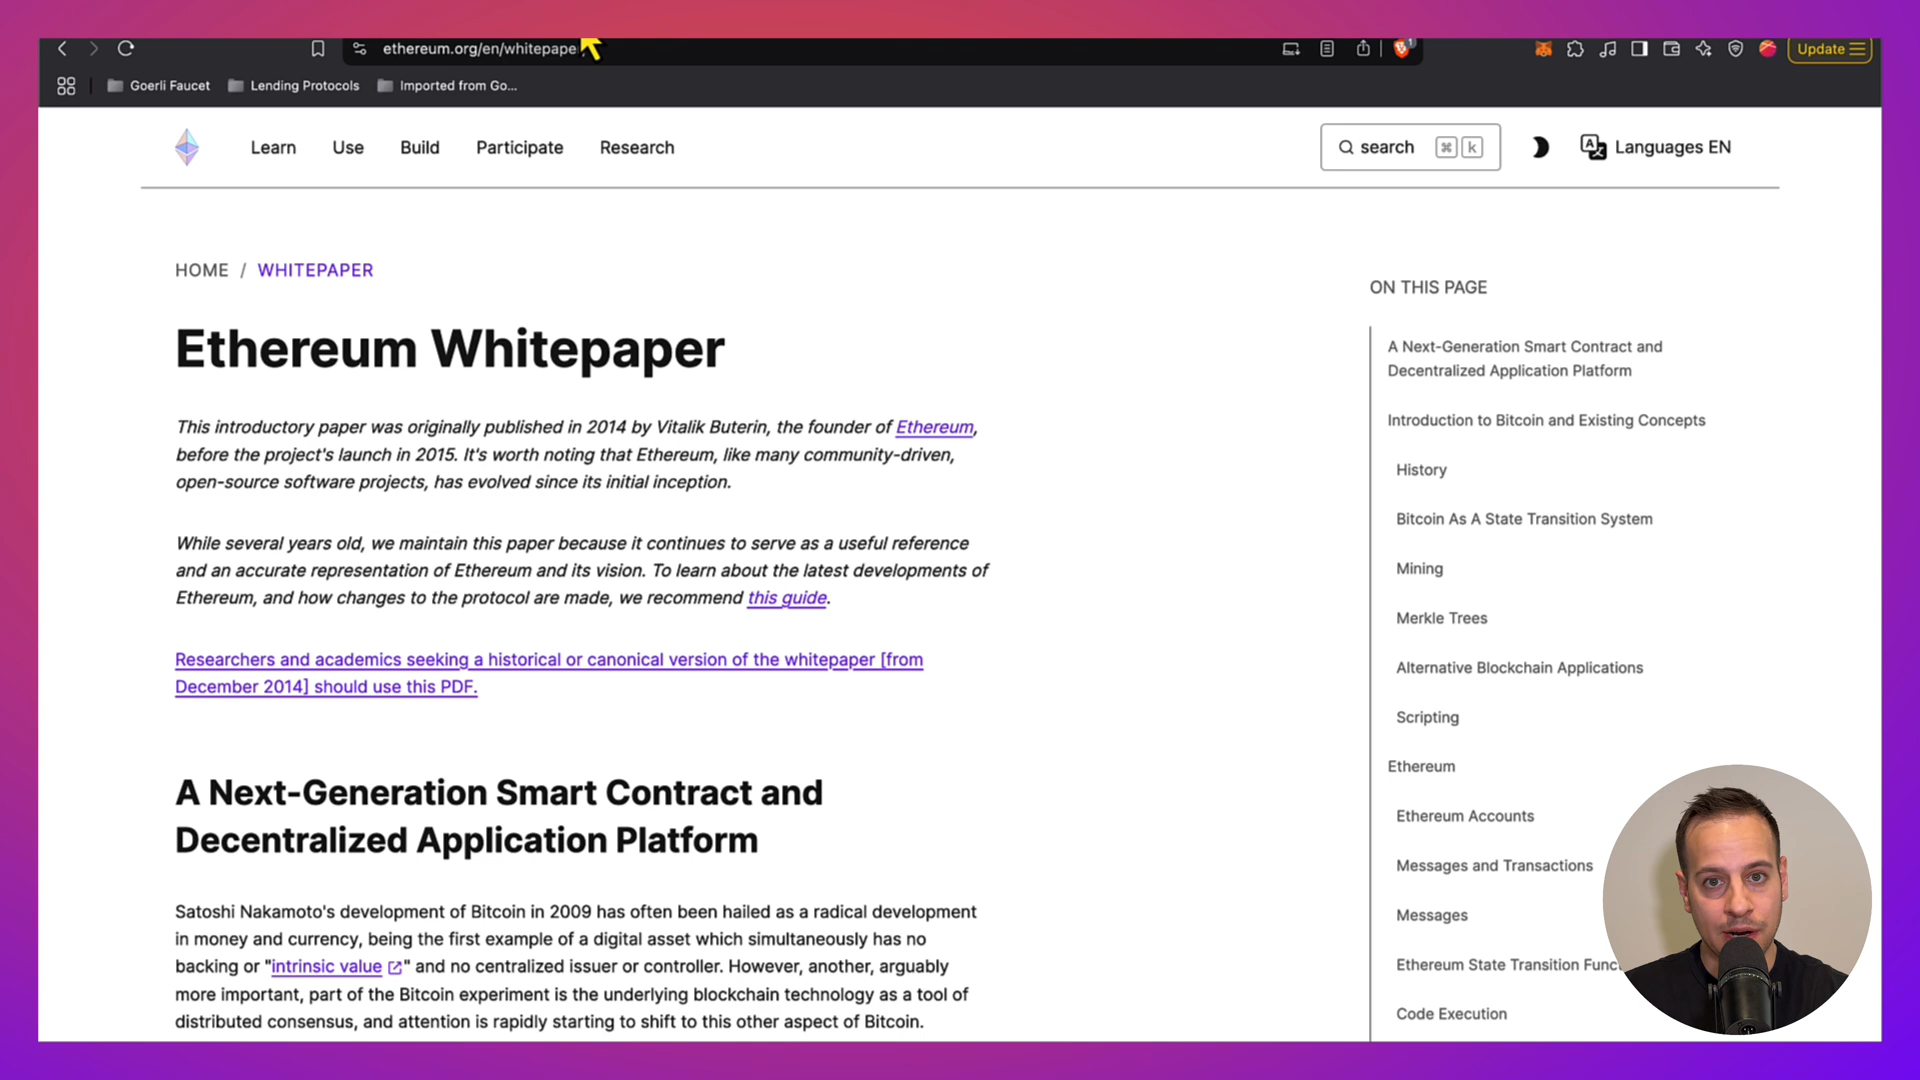 ethereum.org/en/whitepape
1
Update
Goerli Faucet
Lending Protocols
Imported from Go...
Learn
Use
Build
Participate
Research
search
⌘ k
Languages EN
HOME / WHITEPAPER
Ethereum Whitepaper
This introductory paper was originally published in 2014 by Vitalik Buterin, the founder of Ethereum,
before the project's launch in 2015. It's worth noting that Ethereum, like many community-driven,
open-source software projects, has evolved since its initial inception.
While several years old, we maintain this paper because it continues to serve as a useful reference
and an accurate representation of Ethereum and its vision. To learn about the latest developments of
Ethereum, and how changes to the protocol are made, we recommend this guide.
Researchers and academics seeking a historical or canonical version of the whitepaper [from
December 2014] should use this PDF.
A Next-Generation Smart Contract and
Decentralized Application Platform
Satoshi Nakamoto's development of Bitcoin in 2009 has often been hailed as a radical development
in money and currency, being the first example of a digital asset which simultaneously has no
backing or "intrinsic value" and no centralized issuer or controller. However, another, arguably
more important, part of the Bitcoin experiment is the underlying blockchain technology as a tool of
distributed consensus, and attention is rapidly starting to shift to this other aspect of Bitcoin.
ON THIS PAGE
A Next-Generation Smart Contract and
Decentralized Application Platform
Introduction to Bitcoin and Existing Concepts
History
Bitcoin As A State Transition System
Mining
Merkle Trees
Alternative Blockchain Applications
Scripting
Ethereum
Ethereum Accounts
Messages and Transactions
Messages
Ethereum State Transition Func
Code Execution